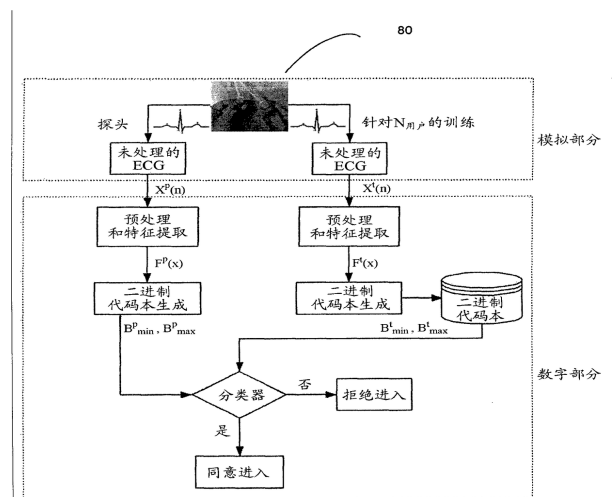 80
探头
针对N用户的训练
模拟部分
未处理的
ECG
未处理的
ECG
X^p(n)
X^t(n)
预处理
和特征提取
预处理
和特征提取
F^p(x)
F^t(x)
二进制
代码本生成
二进制
代码本生成
二进制
代码本
B^p_min , B^p_max
B^t_min , B^t_max
数字部分
分类器
否
拒绝进入
是
同意进入